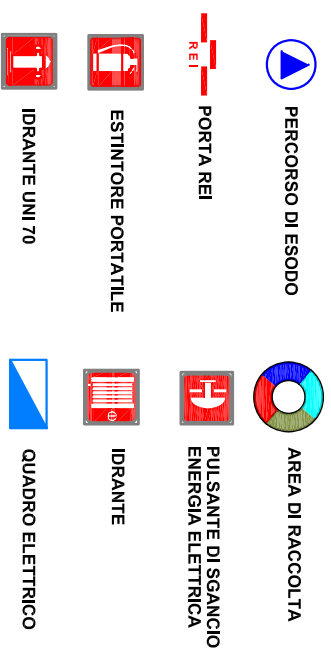 PERCORSO DI ESODO
REI
PORTA REI
ESTINTORE PORTATILE
IDRANTE UNI 70
AREA DI RACCOLTA
PULSANTE DI SGANCIO
ENERGIA ELETTRICA
IDRANTE
QUADRO ELETTRICO